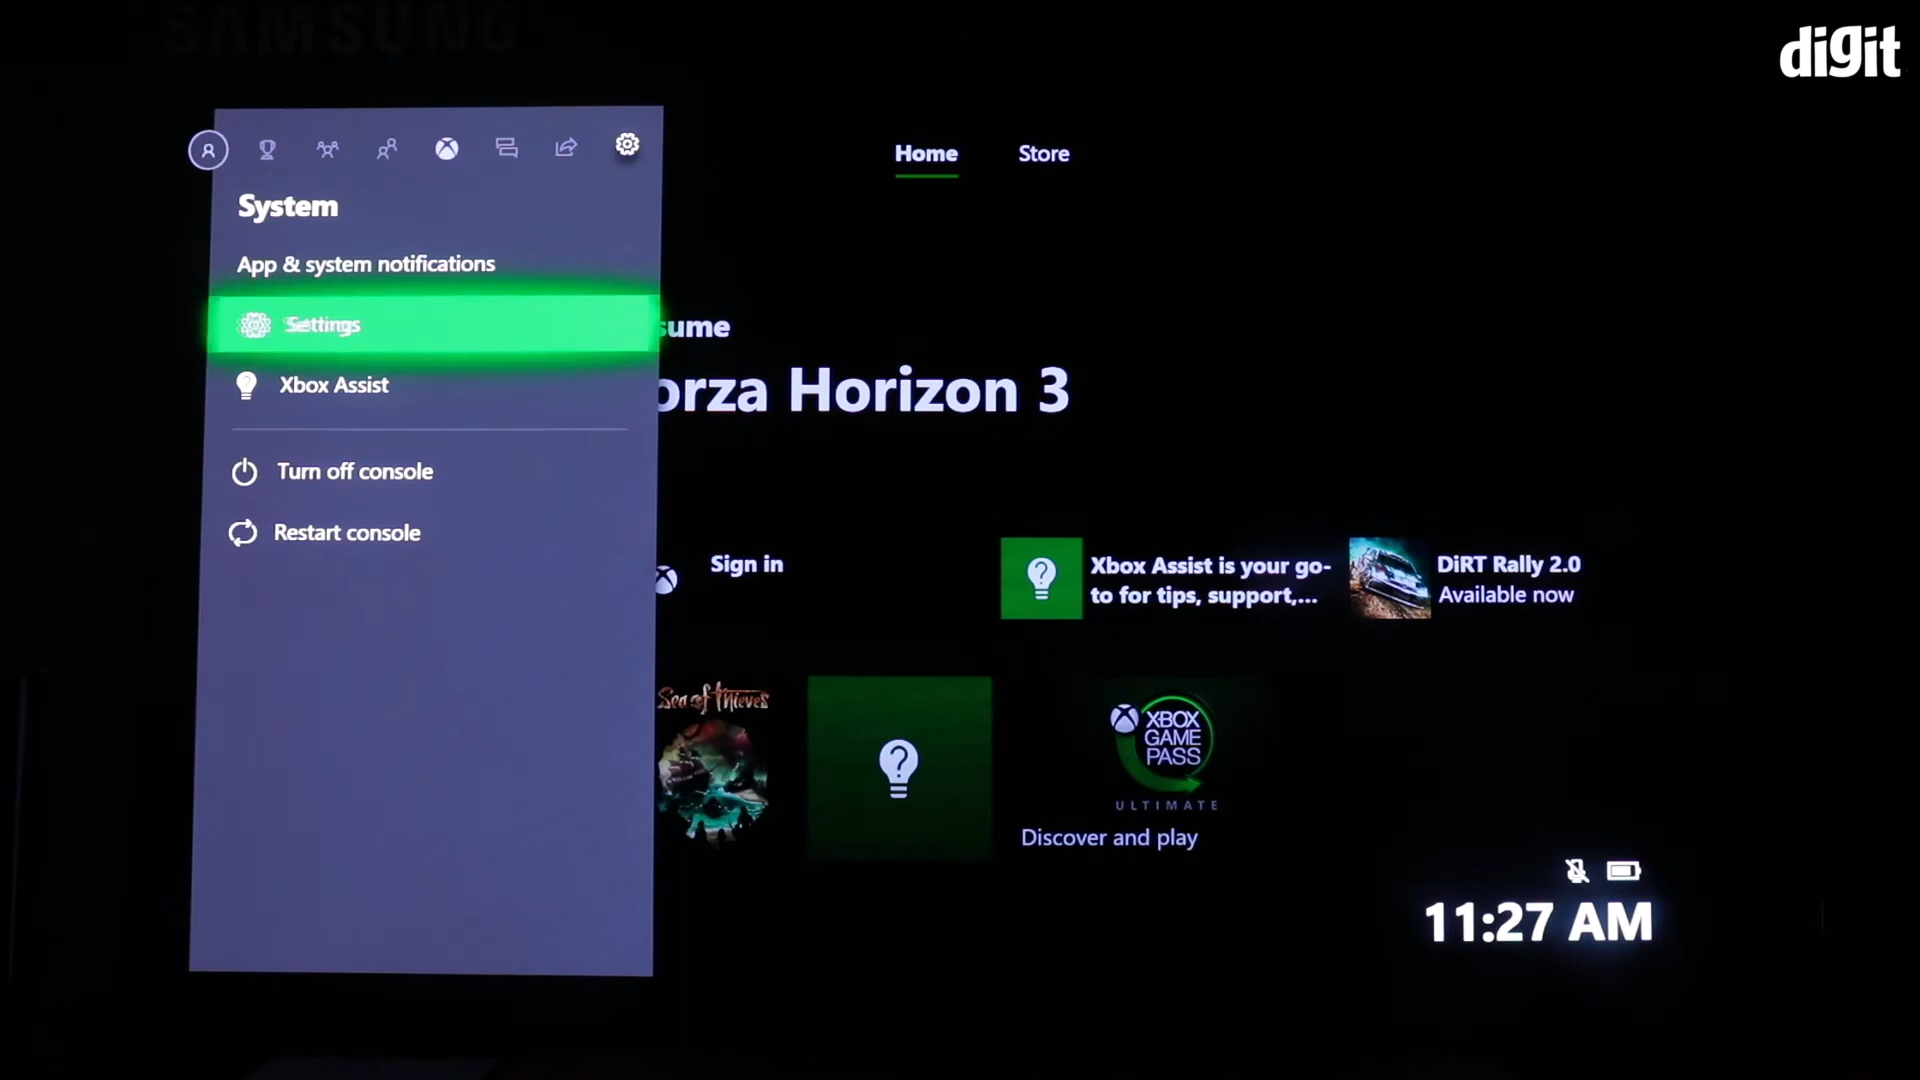 SAMSUNG
digit
Home
Store
System
App & system notifications
Settings
sume
Xbox Assist
orza Horizon 3
Turn off console
Restart console
Sign in
Xbox Assist is your go-
to for tips, support,...
DiRT Rally 2.0
Available now
Sea of Thieves
XBOX
GAME
PASS
ULTIMATE
Discover and play
11:27 AM